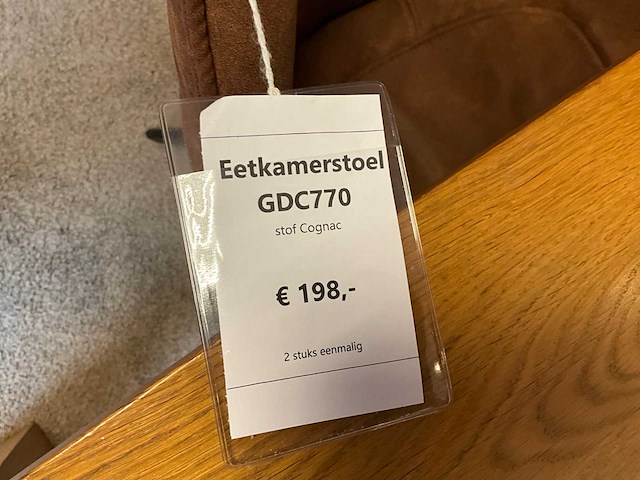 Eetkamerstoel
GDC770
stof Cognac
€ 198,-
2 stuks eenmalig